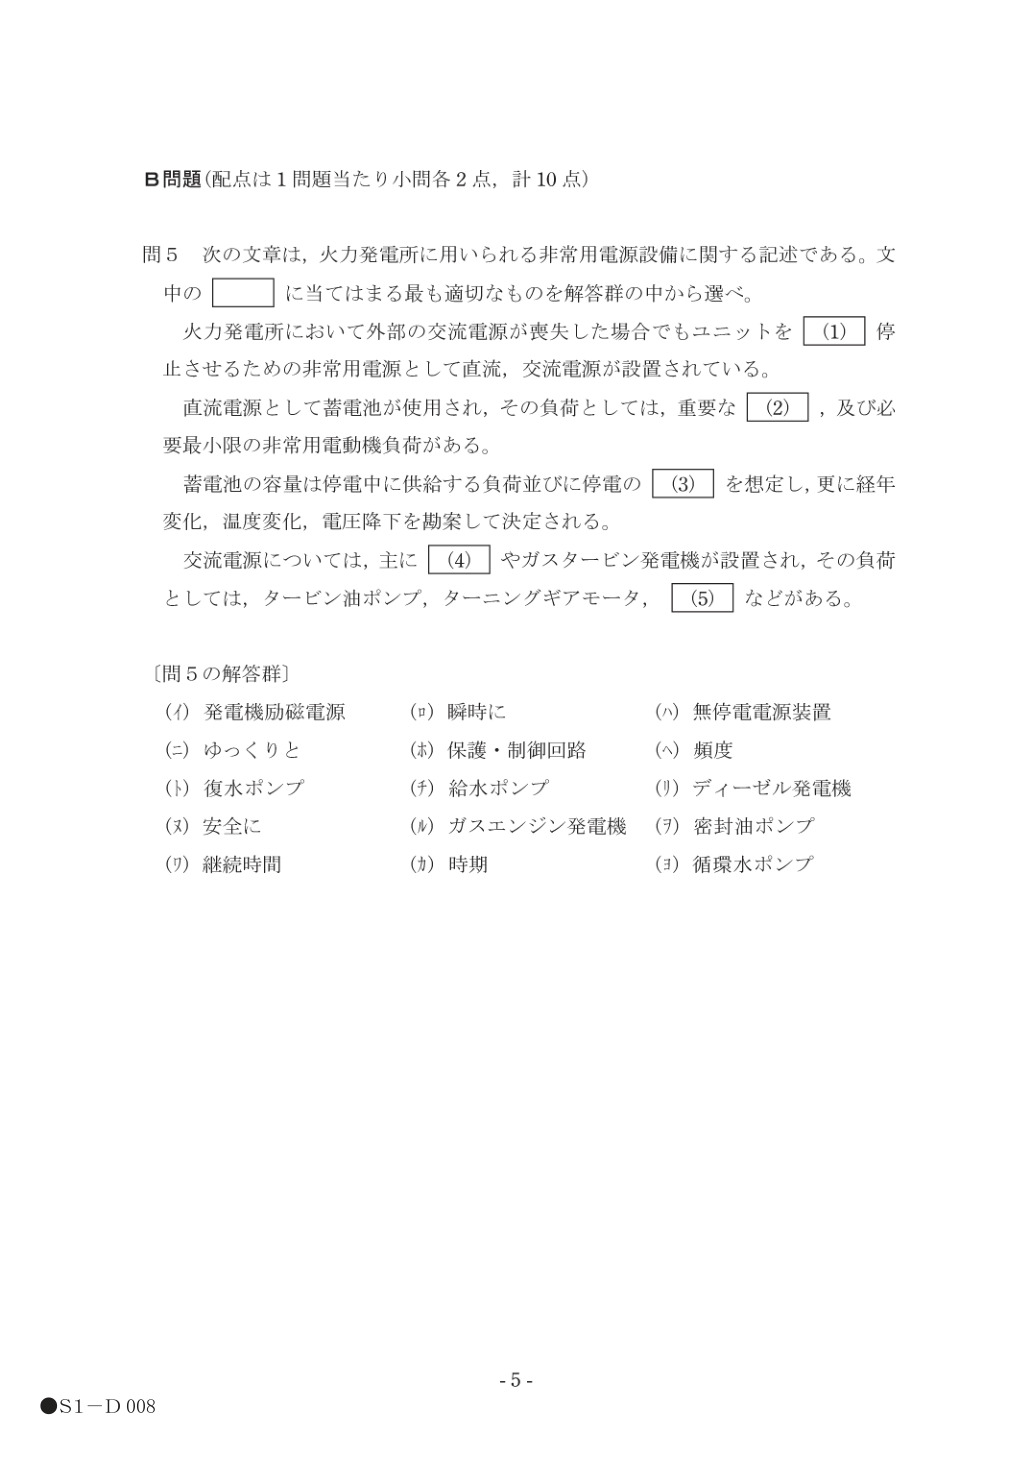 B問題(配点は1問題当たり小問各2点，計10点)
問5　次の文章は，火力発電所に用いられる非常用電源設備に関する記述である。文
中の　　　に当てはまる最も適切なものを解答群の中から選べ。
火力発電所において外部の交流電源が喪失した場合でもユニットを (1) 停
止させるための非常用電源として直流，交流電源が設置されている。
直流電源として蓄電池が使用され，その負荷としては，重要な (2) ，及び必
要最小限の非常用電動機負荷がある。
蓄電池の容量は停電中に供給する負荷並びに停電の (3) を想定し，更に経年
変化，温度変化，電圧降下を勘案して決定される。
交流電源については，主に (4) やガスタービン発電機が設置され，その負荷
としては，タービン油ポンプ，ターニングギアモータ， (5) などがある。
〔問5の解答群〕
(イ) 発電機励磁電源　(ロ) 瞬時に　(ハ) 無停電電源装置
(ニ) ゆっくりと　(ホ) 保護・制御回路　(ヘ) 頻度
(ト) 復水ポンプ　(チ) 給水ポンプ　(リ) ディーゼル発電機
(ヌ) 安全に　(ル) ガスエンジン発電機　(ヲ) 密封油ポンプ
(ワ) 継続時間　(カ) 時期　(ヨ) 循環水ポンプ
- 5 -
●S1－D 008